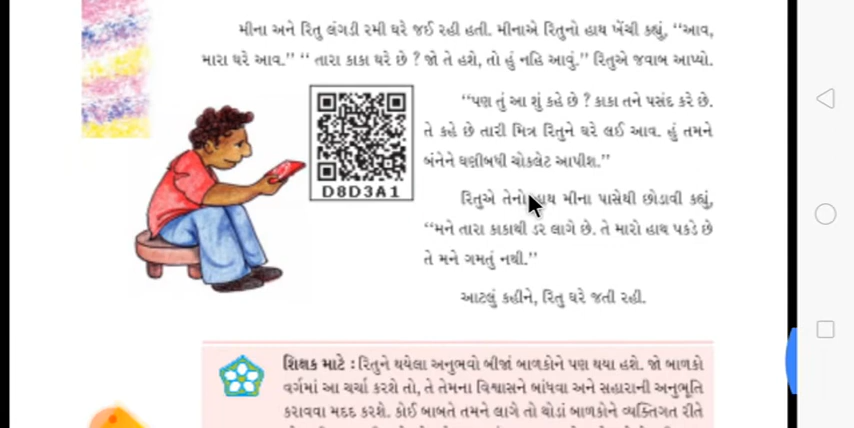 મીના અને રિતુ લંગડી રમી ઘરે જઈ રહી હતી. મીનાએ રિતુનો હાથ ખેંચી કહ્યું, “આવ,
મારા ઘરે આવ.” “ તારા કાકા ઘરે છે ? જો તે હશે, તો હું નહિ આવું.” રિતુએ જવાબ આપ્યો.
“પણ તું આ શું કહે છે ? કાકા તને પસંદ કરે છે.
તે કહે છે તારી મિત્ર રિતુને ઘરે લઈ આવ. હું તમને
બંનેને ઘણીબધી ચોકલેટ આપીશ.”
D8D3A1
રિતુએ તેનો હાથ મીના પાસેથી છોડાવી કહ્યું,
“મને તારા કાકાથી ડર લાગે છે. તે મારો હાથ પકડે છે
તે મને ગમતું નથી.”
આટલું કહીને, રિતુ ઘરે જતી રહી.
શિક્ષક માટે : રિતુને થયેલા અનુભવો બીજાં બાળકોને પણ થયા હશે. જો બાળકો
વર્ગમાં આ ચર્ચા કરશે તો, તે તેમના વિશ્વાસને બાંધવા અને સહારાની અનુભૂતિ
કરાવવા મદદ કરશે. કોઈ બાબતે તમને લાગે તો થોડાં બાળકોને વ્યક્તિગત રીતે